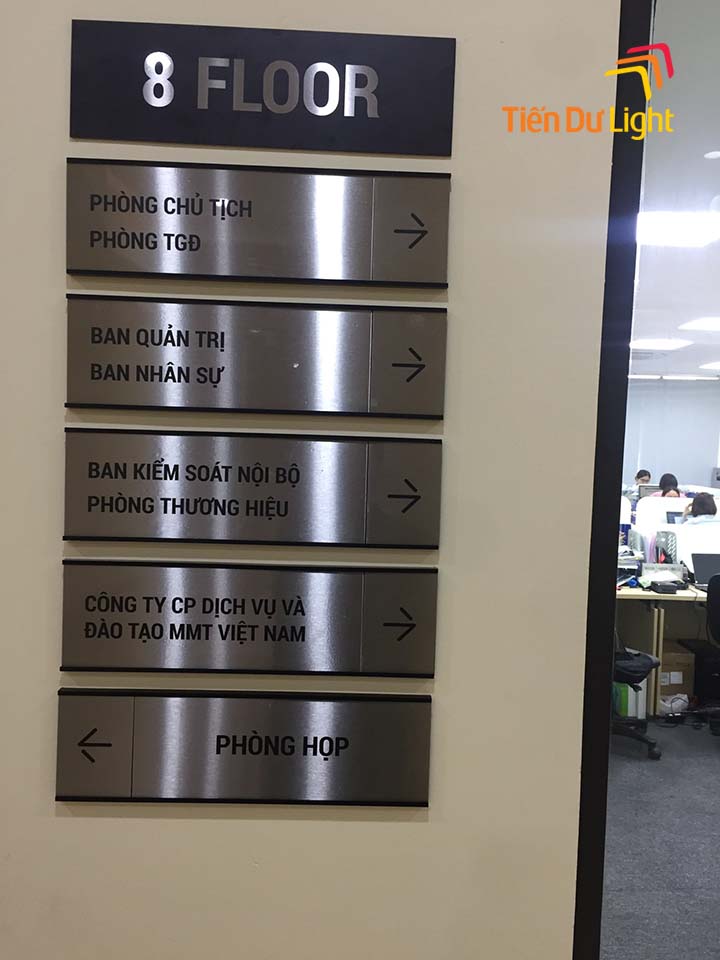 8 FLOOR
Tiến Dư Light
PHÒNG CHỦ TỊCH
PHÒNG TGĐ
BAN QUẢN TRỊ
BAN NHÂN SỰ
BAN KIỂM SOÁT NỘI BỘ
PHÒNG THƯƠNG HIỆU
CÔNG TY CP DỊCH VỤ VÀ
ĐÀO TẠO MMT VIỆT NAM
PHÒNG HỌP